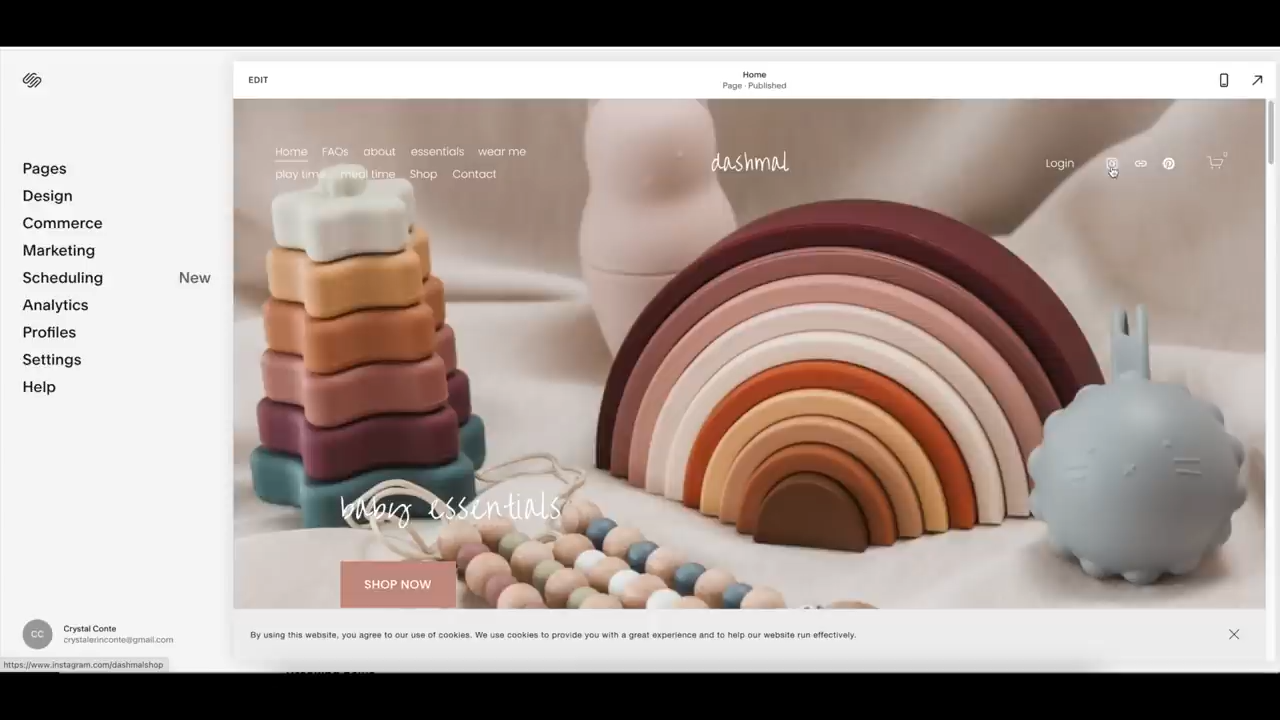 EDIT
Home
Page · Published
Pages
Design
Commerce
Marketing
Scheduling New
Analytics
Profiles
Settings
Help
Home FAQs about essentials wear me
play time meal time Shop Contact
dashmal
Login
0
baby essentials
SHOP NOW
By using this website, you agree to our use of cookies. We use cookies to provide you with a great experience and to help our website run effectively.
CC
Crystal Conte
crystalerinconte@gmail.com
https://www.instagram.com/dashmalshop